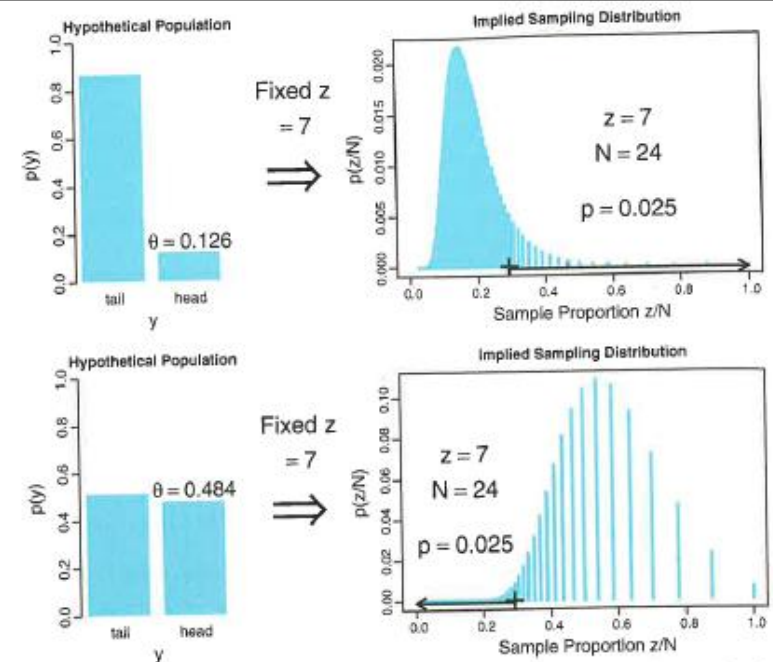 Hypothetical Population
p(y)
0.0 0.2 0.4 0.6 0.8 1.0
θ = 0.126
tail head
y
Fixed z
= 7
Implied Sampling Distribution
p(z/N)
0.000 0.005 0.010 0.015 0.020
z = 7
N = 24
p = 0.025
0.0 0.2 0.4 0.6 0.8 1.0
Sample Proportion z/N
Hypothetical Population
p(y)
0.0 0.2 0.4 0.6 0.8 1.0
θ = 0.484
tail head
y
Fixed z
= 7
Implied Sampling Distribution
p(z/N)
0.00 0.02 0.04 0.06 0.08 0.10
z = 7
N = 24
p = 0.025
0.0 0.2 0.4 0.6 0.8 1.0
Sample Proportion z/N